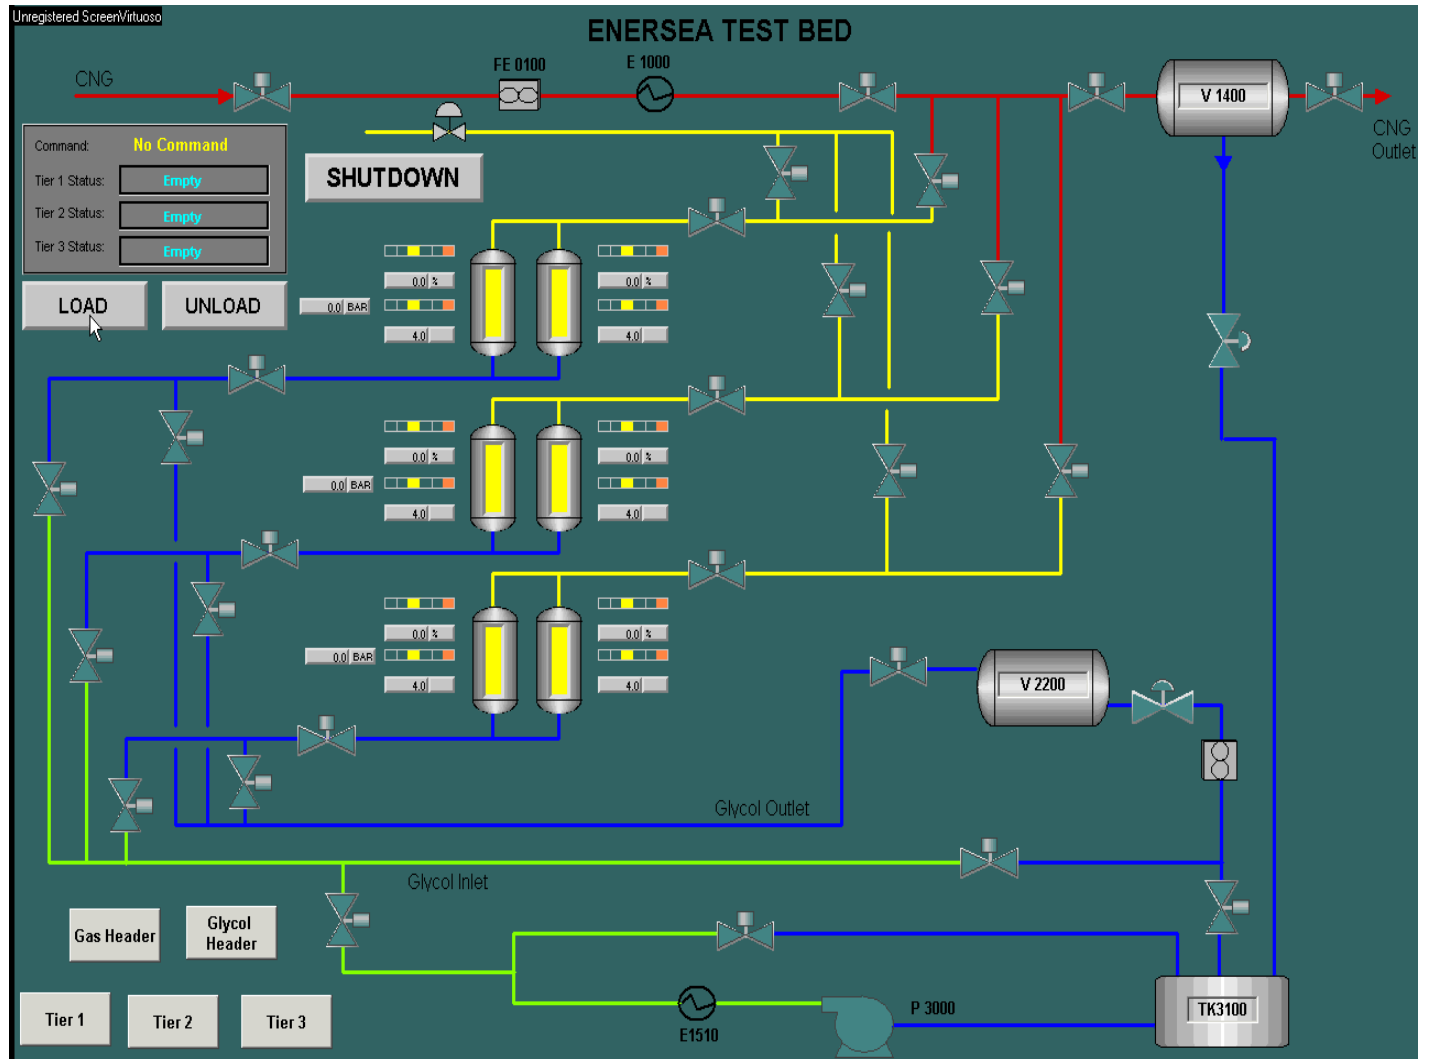 Unregistered ScreenVirtuoso
ENERSEA TEST BED
CNG
FE 0100
E 1000
V 1400
CNG
Outlet
Command: No Command
Tier 1 Status: Empty
Tier 2 Status: Empty
Tier 3 Status: Empty
SHUTDOWN
LOAD
UNLOAD
0.0 %
0.0 %
0.0 BAR
4.0
4.0
0.0 %
0.0 %
0.0 BAR
4.0
4.0
0.0 %
0.0 %
0.0 BAR
4.0
4.0
V 2200
Glycol Outlet
Glycol Inlet
Gas Header
Glycol
Header
Tier 1
Tier 2
Tier 3
E1510
P 3000
TK3100